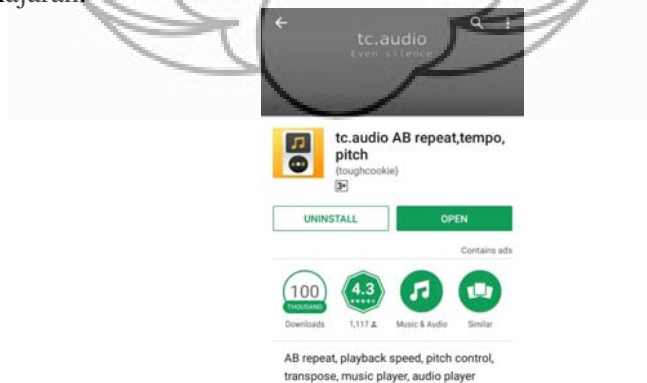 tc.audio
Even silence
tc.audio AB repeat,tempo,
pitch
(toughcookie)
3+
UNINSTALL
OPEN
Contains ads
100
THOUSAND
4.3
Downloads
1,117
Music & Audio
Similar
AB repeat, playback speed, pitch control,
transpose, music player, audio player